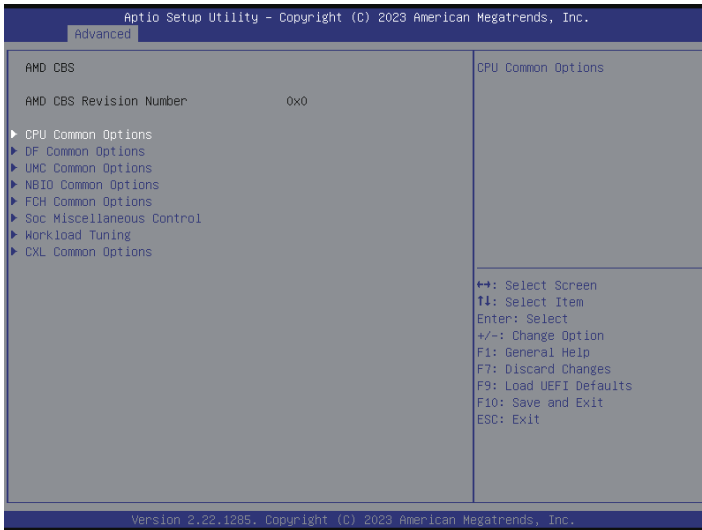 Aptio Setup Utility – Copyright (C) 2023 American Megatrends, Inc.
Advanced
AMD CBS
AMD CBS Revision Number 0x0
CPU Common Options
DF Common Options
UMC Common Options
NBIO Common Options
FCH Common Options
Soc Miscellaneous Control
Workload Tuning
CXL Common Options
CPU Common Options
↔: Select Screen
↑↓: Select Item
Enter: Select
+/-: Change Option
F1: General Help
F7: Discard Changes
F9: Load UEFI Defaults
F10: Save and Exit
ESC: Exit
Version 2.22.1285. Copyright (C) 2023 American Megatrends, Inc.